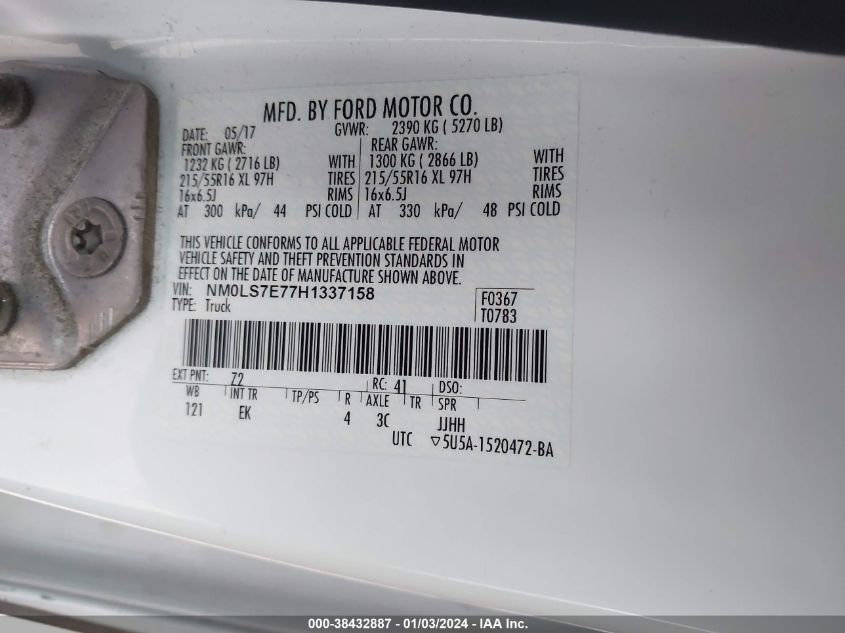 MFD. BY FORD MOTOR CO.
DATE: 05/17 GVWR: 2390 KG ( 5270 LB)
FRONT GAWR: REAR GAWR:
1232 KG ( 2716 LB) WITH 1300 KG ( 2866 LB) WITH
215/55R16 XL 97H TIRES 215/55R16 XL 97H TIRES
16x6.5J RIMS 16x6.5J RIMS
AT 300 kPa/ 44 PSI COLD AT 330 kPa/ 48 PSI COLD
THIS VEHICLE CONFORMS TO ALL APPLICABLE FEDERAL MOTOR
VEHICLE SAFETY AND THEFT PREVENTION STANDARDS IN
EFFECT ON THE DATE OF MANUFACTURE SHOWN ABOVE.
VIN: NM0LS7E77H1337158
TYPE: Truck
F0367
T0783
EXT PNT: Z2 RC: 41 DSO:
WB INT TR TP/PS R AXLE TR SPR
121 EK 4 3C JJHH
UTC ▽5U5A-1520472-BA
000-38432887 - 01/03/2024 - IAA Inc.